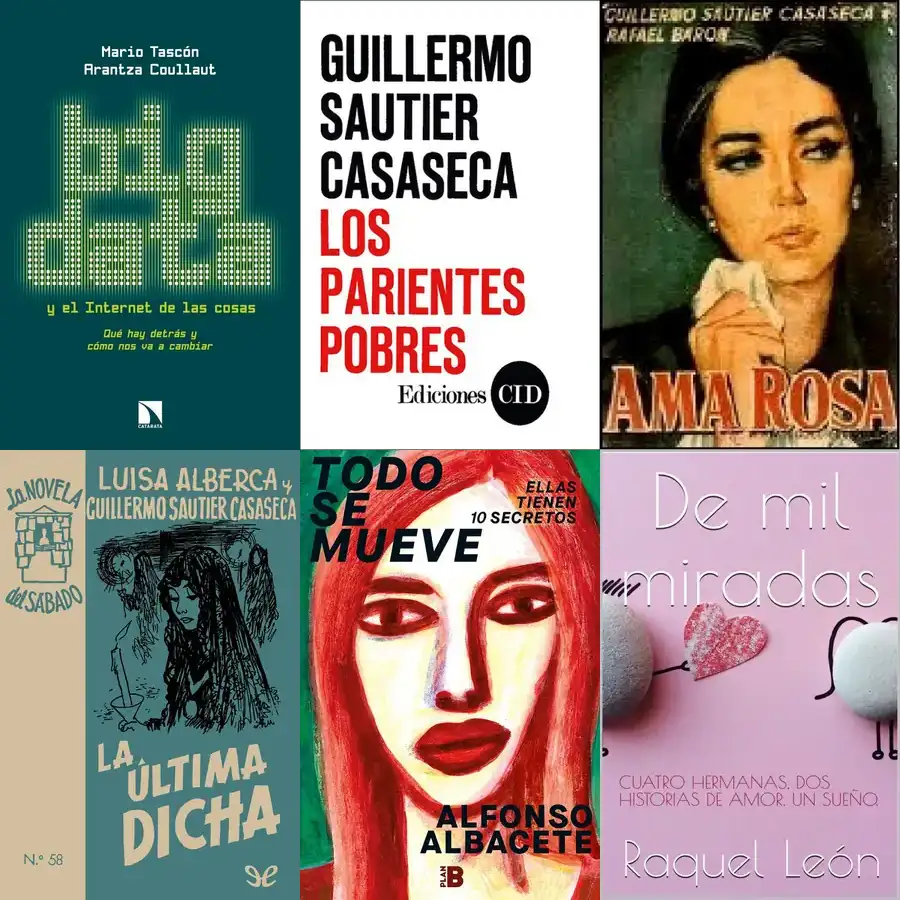 Mario Tascón
Arantza Coullaut
big
data
y el Internet de las cosas
Qué hay detrás y
cómo nos va a cambiar
CATARATA
GUILLERMO
SAUTIER
CASASECA
LOS
PARIENTES
POBRES
Ediciones CID
GUILLERMO SAUTIER CASASECA Y
RAFAEL BARON
AMA ROSA
La NOVELA
del SÁBADO
N.º 58
LUISA ALBERCA y
GUILLERMO SAUTIER CASASECA
LA
ÚLTIMA
DICHA
TODO
SE
MUEVE
ELLAS
TIENEN
10 SECRETOS
ALFONSO
ALBACETE
PLAN
B
De mil
miradas
CUATRO HERMANAS, DOS
HISTORIAS DE AMOR. UN SUEÑO.
Raquel León